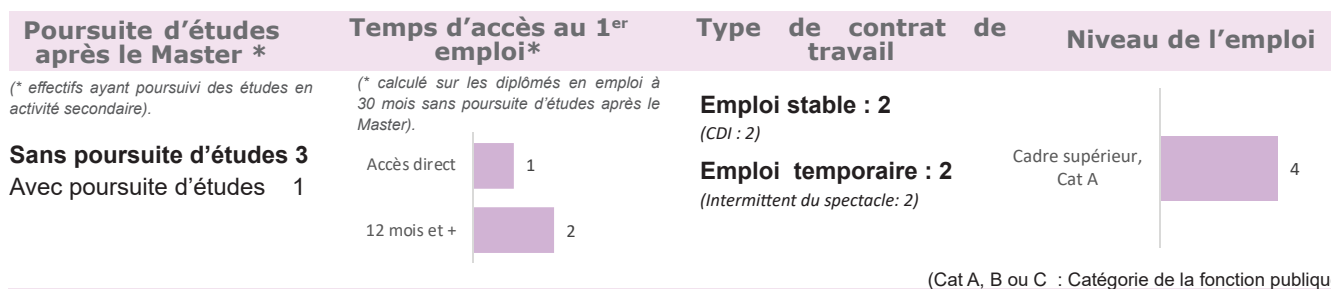 Poursuite d’études
après le Master *
(* effectifs ayant poursuivi des études en
activité secondaire).
Sans poursuite d’études 3
Avec poursuite d’études 1
Temps d’accès au 1er
emploi*
(* calculé sur les diplômés en emploi à
30 mois sans poursuite d’études après le
Master).
Accès direct 1
12 mois et + 2
Type de contrat de
travail
Emploi stable : 2
(CDI : 2)
Emploi temporaire : 2
(Intermittent du spectacle: 2)
Niveau de l’emploi
Cadre supérieur,
Cat A
4
(Cat A, B ou C : Catégorie de la fonction publiqu